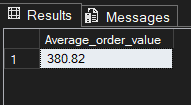 Results Messages
Average_order_value
1 380.82